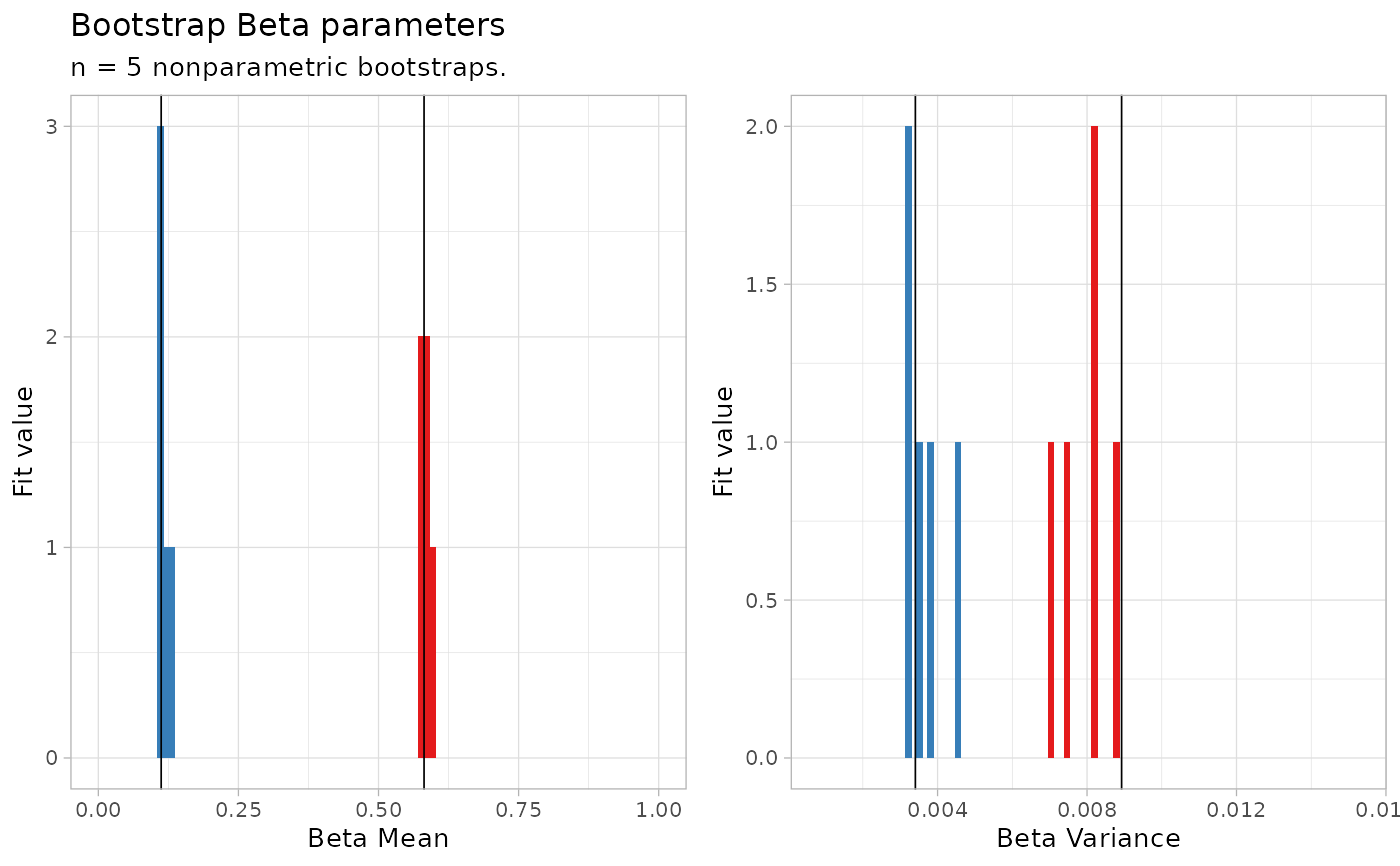 Bootstrap Beta parameters
n = 5 nonparametric bootstraps.
Fit value
3
2
1
0
0.00 0.25 0.50 0.75 1.00
Beta Mean
Fit value
2.0
1.5
1.0
0.5
0.0
0.004 0.008 0.012 0.01
Beta Variance